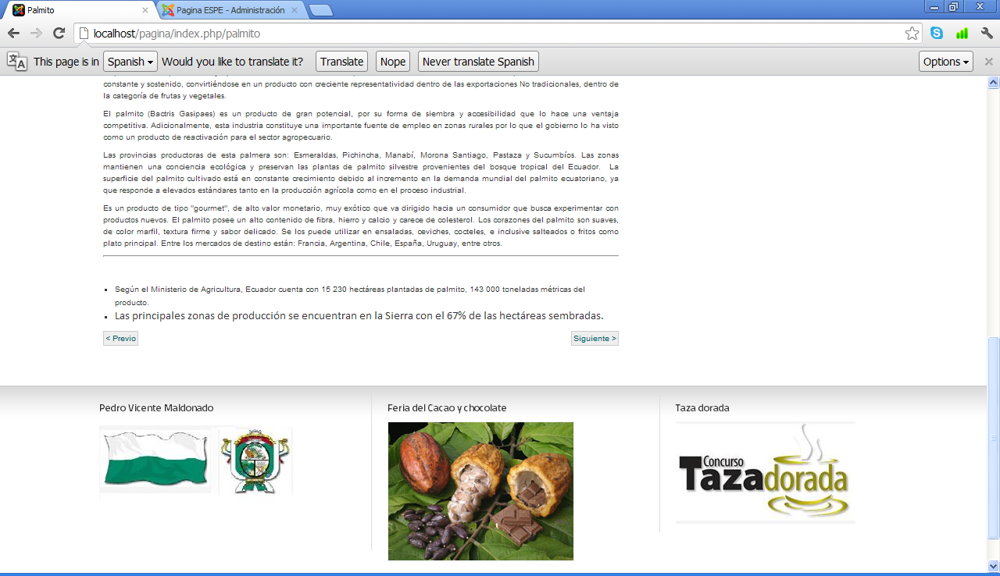 Palmito
Pagina ESPE - Administración
localhost/pagina/index.php/palmito
This page is in Spanish Would you like to translate it? Translate Nope Never translate Spanish Options
constante y sostenido, convirtiéndose en un producto con creciente representatividad dentro de las exportaciones No tradicionales, dentro de
la categoría de frutas y vegetales.
El palmito (Bactris Gasipaes) es un producto de gran potencial, por su forma de siembra y accesibilidad que lo hace una ventaja
competitiva. Adicionalmente, esta industria constituye una importante fuente de empleo en zonas rurales por lo que el gobierno lo ha visto
como un producto de reactivación para el sector agropecuario.
Las provincias productoras de esta palmera son: Esmeraldas, Pichincha, Manabí, Morona Santiago, Pastaza y Sucumbíos. Las zonas
mantienen una conciencia ecológica y preservan las plantas de palmito silvestre provenientes del bosque tropical del Ecuador. La
superficie del palmito cultivado está en constante crecimiento debido al incremento en la demanda mundial del palmito ecuatoriano, ya
que responde a elevados estándares tanto en la producción agrícola como en el proceso industrial.
Es un producto de tipo "gourmet", de alto valor monetario, muy exótico que va dirigido hacia un consumidor que busca experimentar con
productos nuevos. El palmito posee un alto contenido de fibra, hierro y calcio y carece de colesterol. Los corazones del palmito son suaves,
de color marfil, textura firme y sabor delicado. Se los puede utilizar en ensaladas, ceviches, cocteles, e inclusive salteados o fritos como
plato principal. Entre los mercados de destino están: Francia, Argentina, Chile, España, Uruguay, entre otros.
Según el Ministerio de Agricultura, Ecuador cuenta con 15 230 hectáreas plantadas de palmito, 143 000 toneladas métricas del
producto.
Las principales zonas de producción se encuentran en la Sierra con el 67% de las hectáreas sembradas.
< Previo
Siguiente >
Pedro Vicente Maldonado
Feria del Cacao y chocolate
Taza dorada
Concurso
Tazadorada